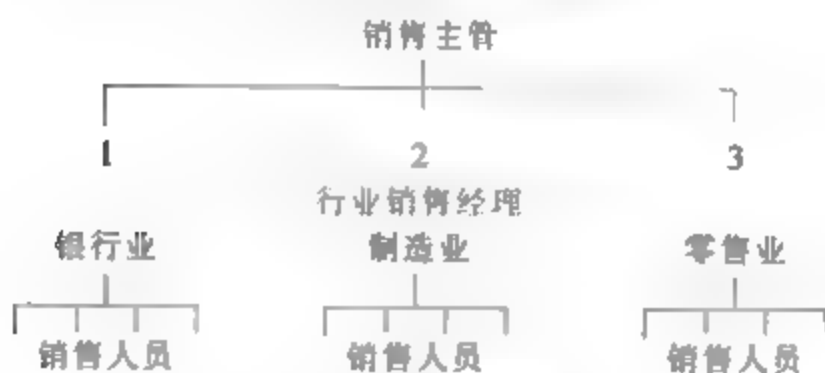 销售主管
1 2 3
行业销售经理
银行业 制造业 零售业
销售人员 销售人员 销售人员